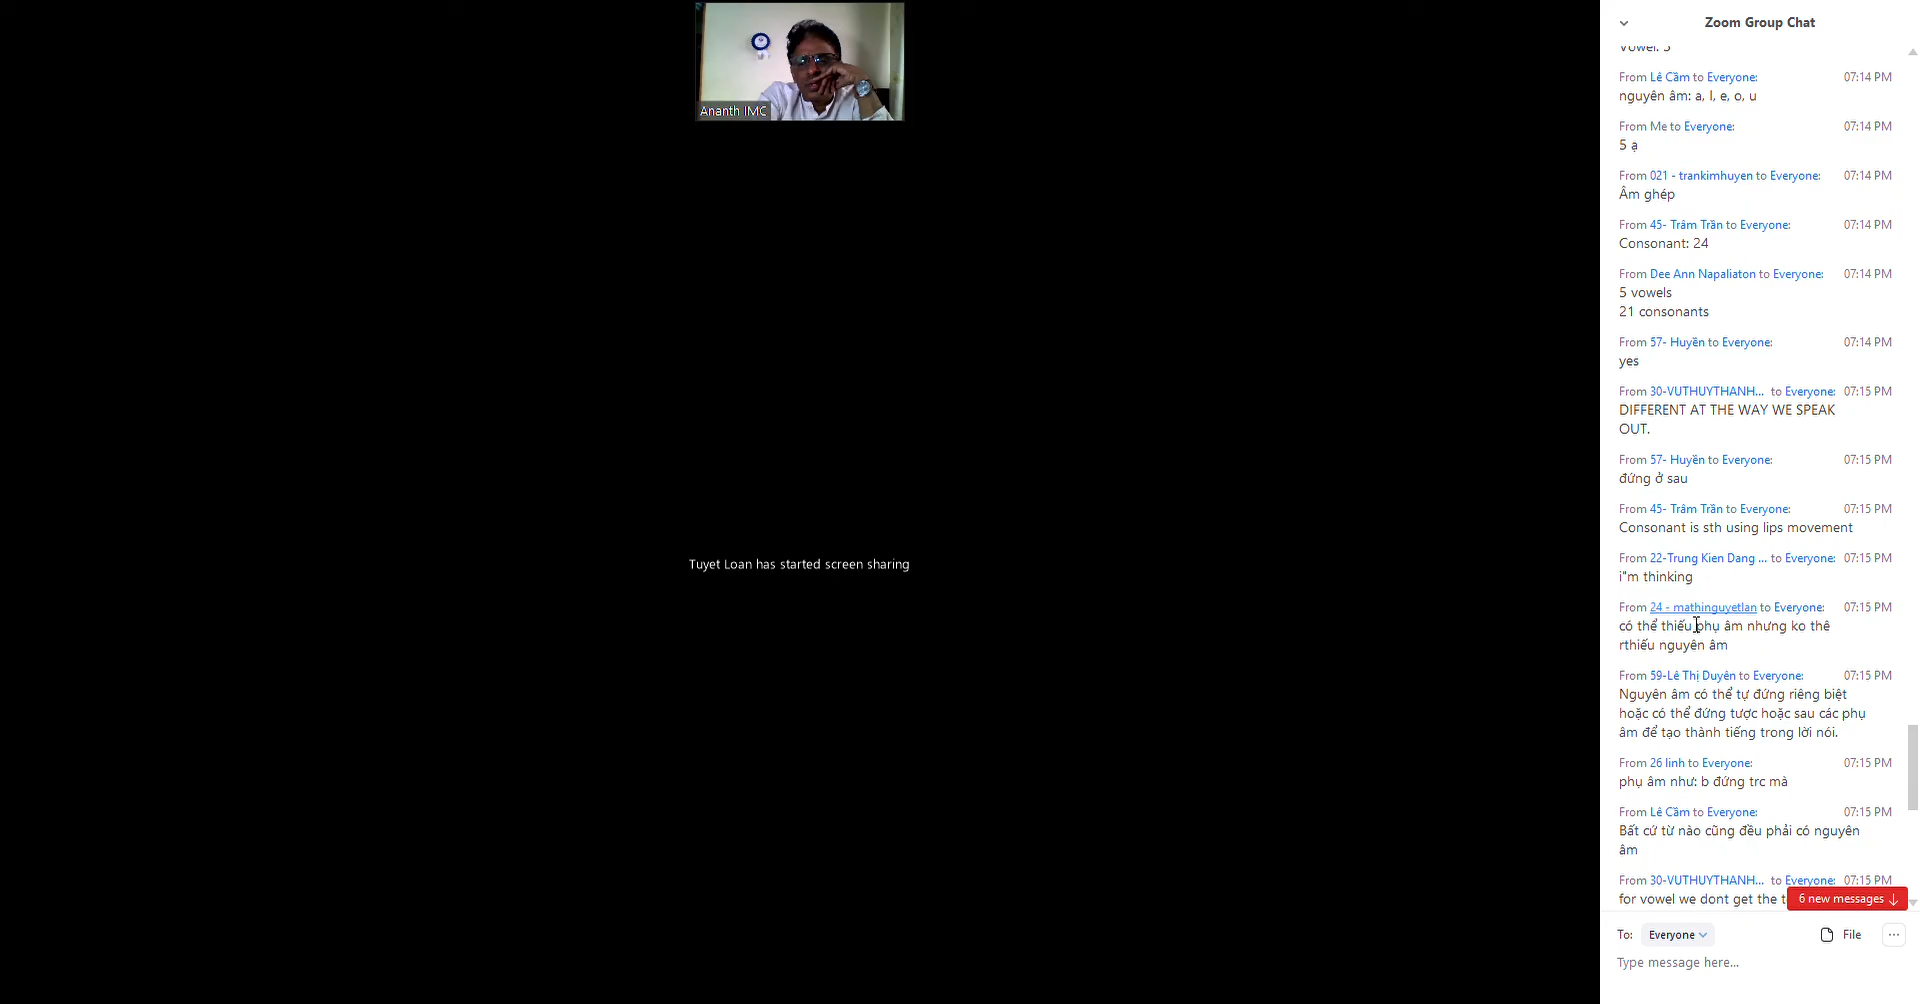 Ananth IMC
Tuyet Loan has started screen sharing
Zoom Group Chat
Vowel: 5
From Lê Cầm to Everyone: 07:14 PM
nguyên âm: a, I, e, o, u
From Me to Everyone: 07:14 PM
5 ạ
From 021 - trankimhuyen to Everyone: 07:14 PM
Âm ghép
From 45- Trâm Trần to Everyone: 07:14 PM
Consonant: 24
From Dee Ann Napaliaton to Everyone: 07:14 PM
5 vowels
21 consonants
From 57- Huyền to Everyone: 07:14 PM
yes
From 30-VUTHUYTHANH... to Everyone: 07:15 PM
DIFFERENT AT THE WAY WE SPEAK
OUT.
From 57- Huyền to Everyone: 07:15 PM
đứng ở sau
From 45- Trâm Trần to Everyone: 07:15 PM
Consonant is sth using lips movement
From 22-Trung Kien Dang ... to Everyone: 07:15 PM
i"m thinking
From 24 - mathinguyetlan to Everyone: 07:15 PM
có thể thiếu phụ âm nhưng ko thê
rthiếu nguyên âm
From 59-Lê Thị Duyên to Everyone: 07:15 PM
Nguyên âm có thể tự đứng riêng biệt
hoặc có thể đứng tược hoặc sau các phụ
âm để tạo thành tiếng trong lời nói.
From 26 linh to Everyone: 07:15 PM
phụ âm như: b đứng trc mà
From Lê Cầm to Everyone: 07:15 PM
Bất cứ từ nào cũng đều phải có nguyên
âm
From 30-VUTHUYTHANH... to Everyone: 07:15 PM
for vowel we dont get the
6 new messages ↓
To: Everyone File ...
Type message here...